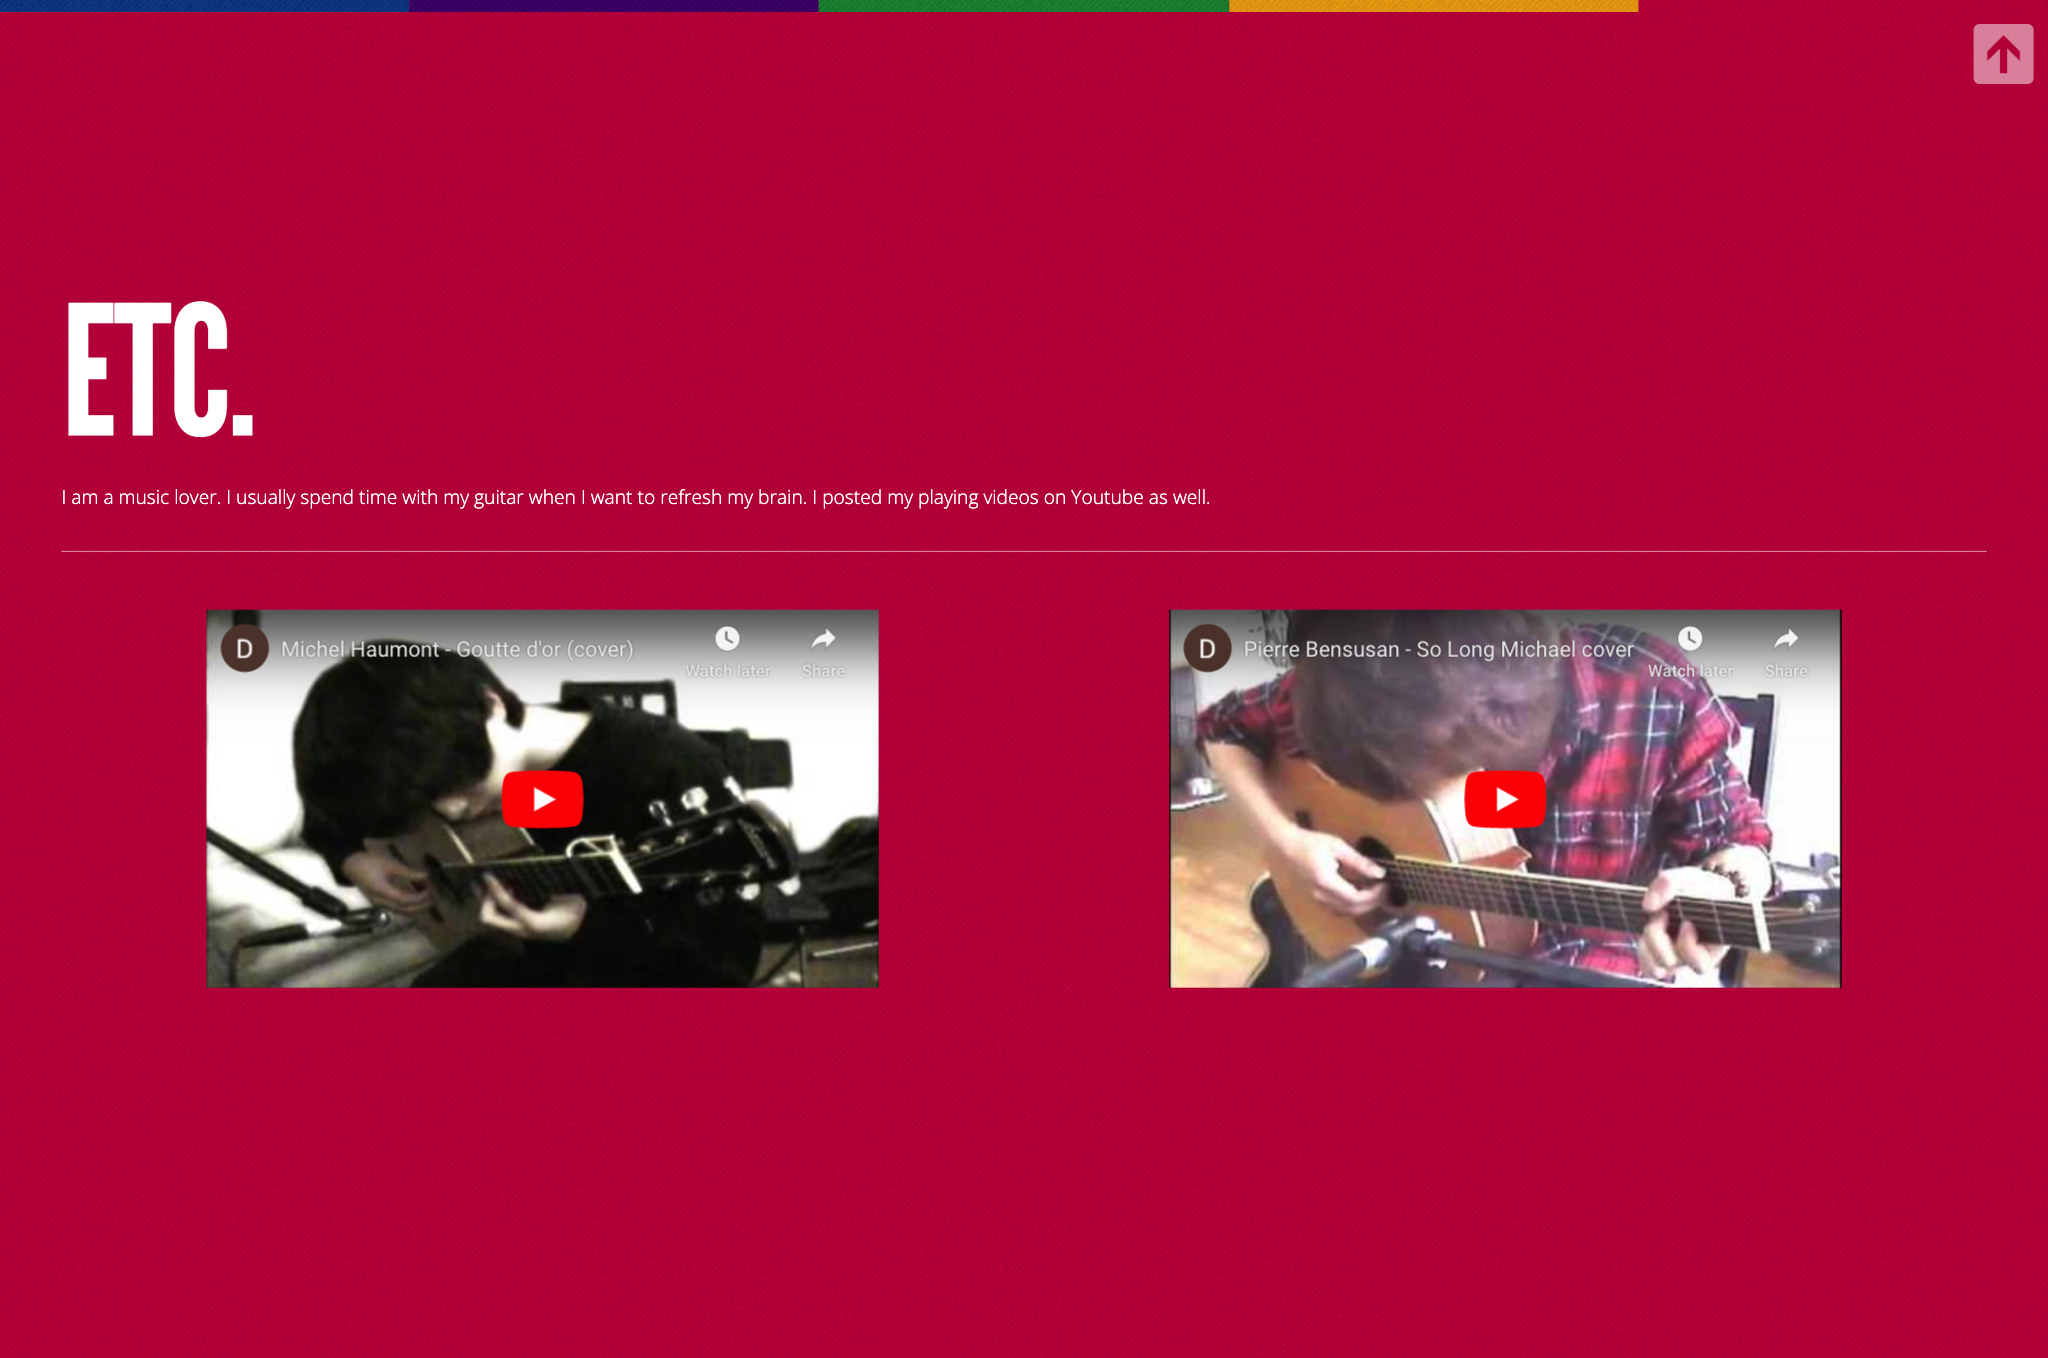 ETC.
I am a music lover. I usually spend time with my guitar when I want to refresh my brain. I posted my playing videos on Youtube as well.
D Michel Haumont - Goutte d'or (cover)
Watch later Share
D Pierre Bensusan - So Long Michael cover
Watch later Share